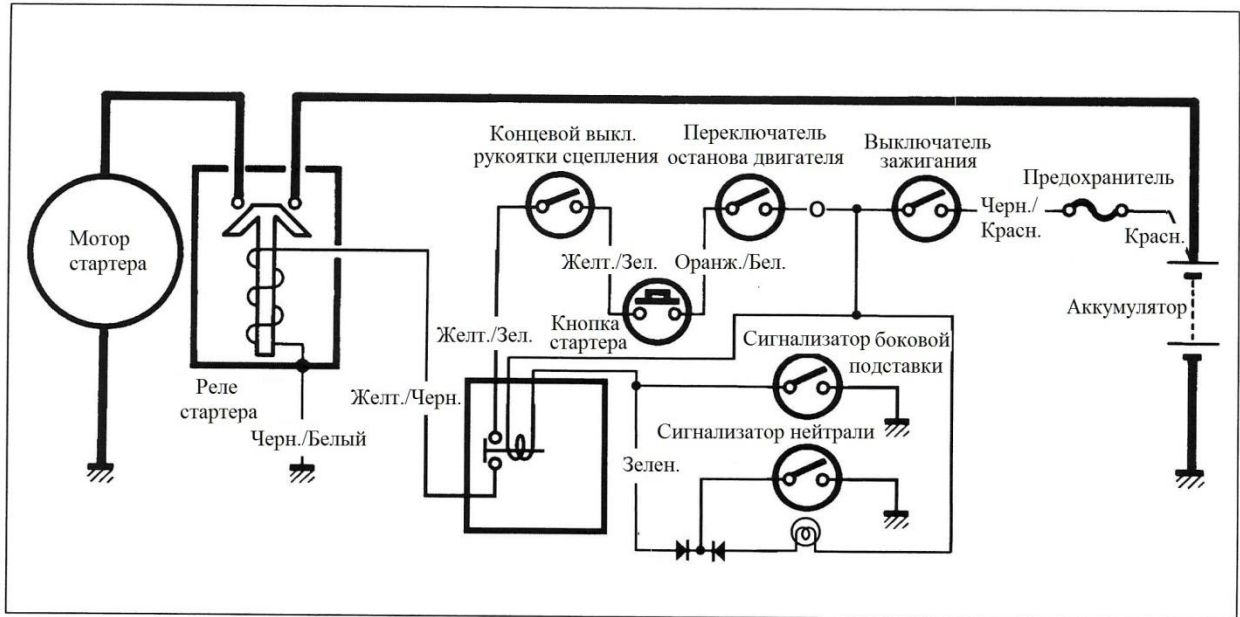 Концевой выкл.
рукоятки сцепления
Переключатель
останова двигателя
Выключатель
зажигания
Предохранитель
Черн./
Красн.
Красн.
Мотор
стартера
Желт./Зел.
Оранж./Бел.
Кнопка
стартера
Аккумулятор
Желт./Зел.
Сигнализатор боковой
подставки
Реле
стартера
Желт./Черн.
Черн./Белый
Сигнализатор нейтрали
Зелен.